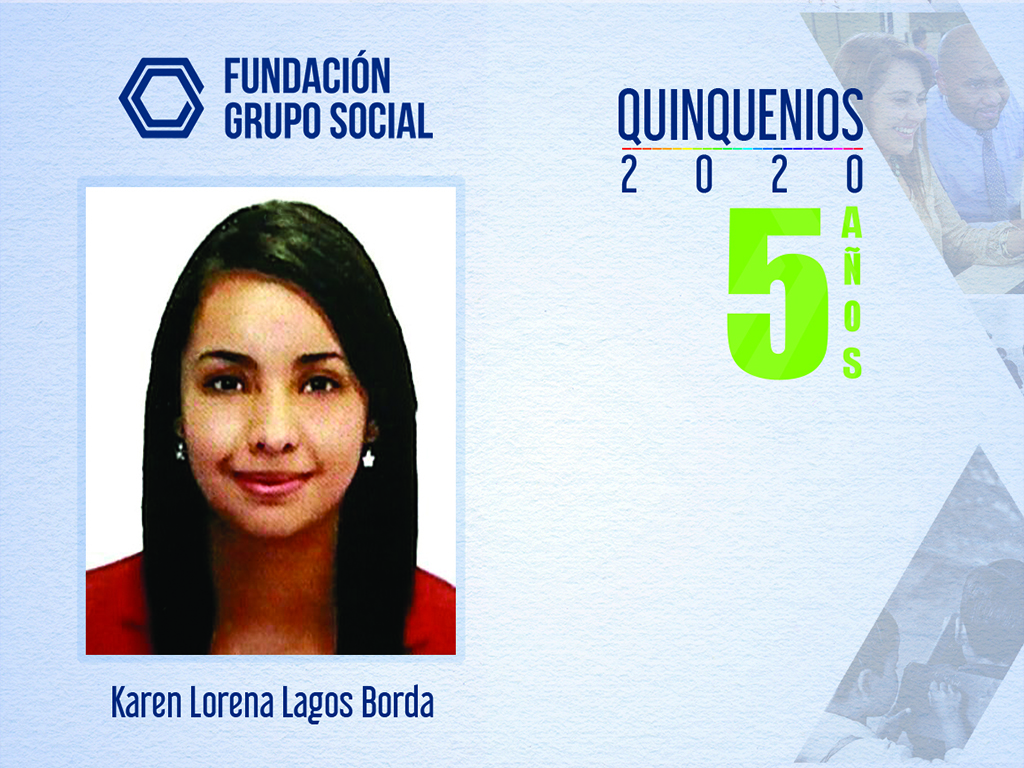 FUNDACIÓN
GRUPO SOCIAL
QUINQUENIOS
2020
5 AÑOS
Karen Lorena Lagos Borda